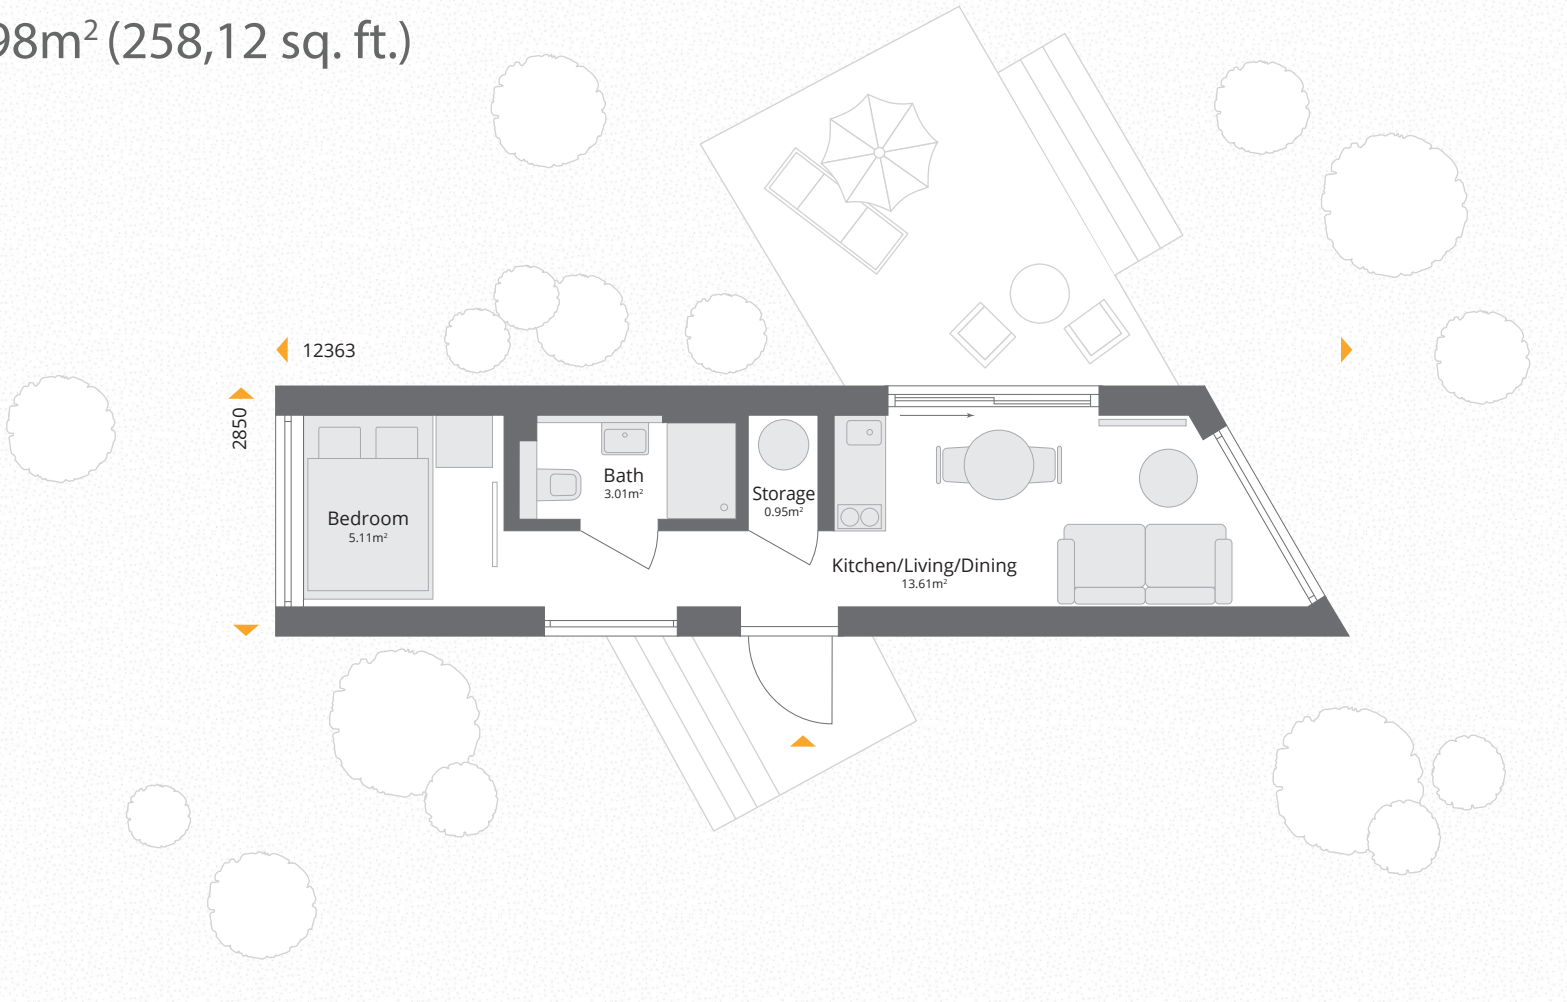 98m² (258,12 sq. ft.)
12363
2850
Bedroom
5.11m²
Bath
3.01m²
Storage
0.95m²
Kitchen/Living/Dining
13.61m²